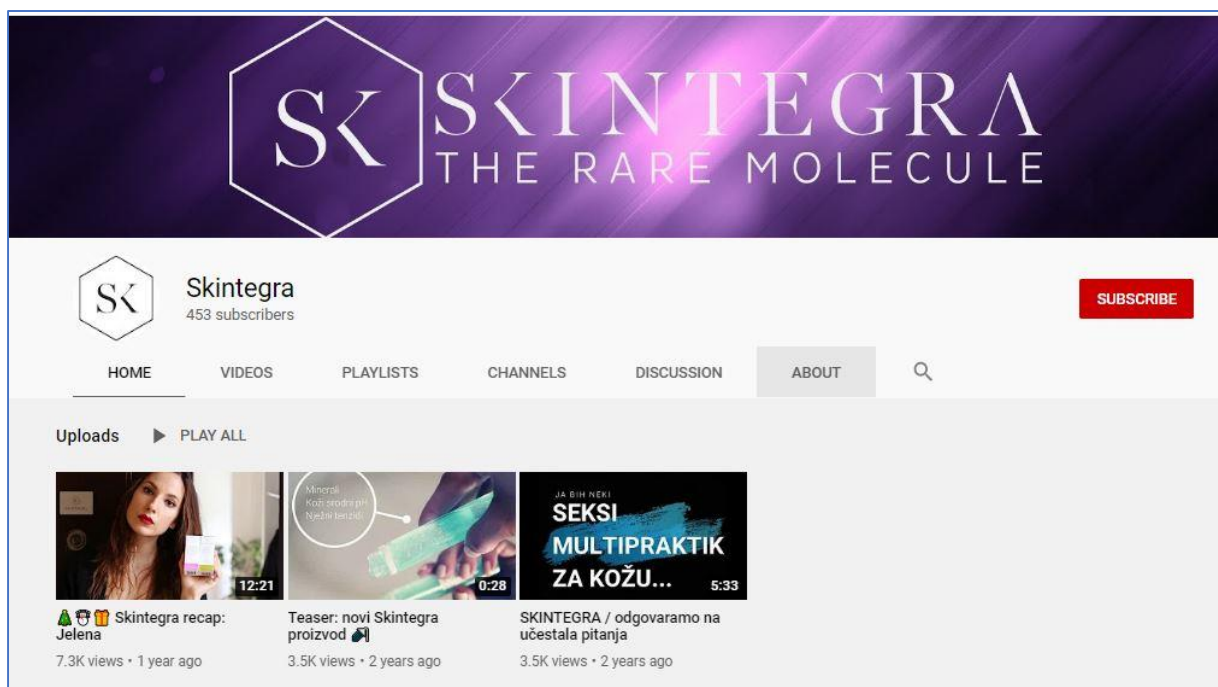 SK
SKINTEGRA
THE RARE MOLECULE
SK
Skintegra
453 subscribers
SUBSCRIBE
HOME VIDEOS PLAYLISTS CHANNELS DISCUSSION ABOUT
Uploads PLAY ALL
12:21
Minerali
Koži srodni pH
Nježni tenzidi
0:28
JA BIH NEKI
SEKSI
MULTIPRAKTIK
ZA KOŽU...
5:33
🎄☃️🎁 Skintegra recap:
Jelena
7.3K views • 1 year ago
Teaser: novi Skintegra
proizvod
3.5K views • 2 years ago
SKINTEGRA / odgovaramo na
učestala pitanja
3.5K views • 2 years ago